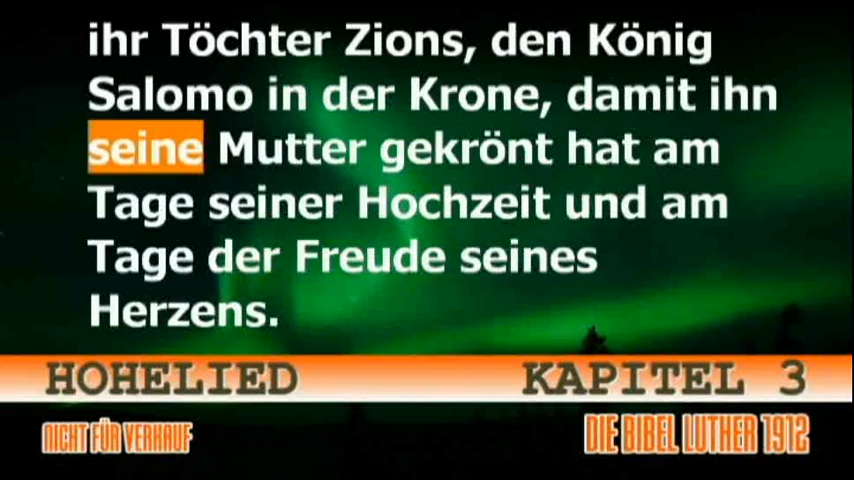 ihr Töchter Zions, den König
Salomo in der Krone, damit ihn
seine Mutter gekrönt hat am
Tage seiner Hochzeit und am
Tage der Freude seines
Herzens.
HOHELIED KAPITEL 3
NICHT FÜR VERKAUF DIE BIBEL LUTHER 1912